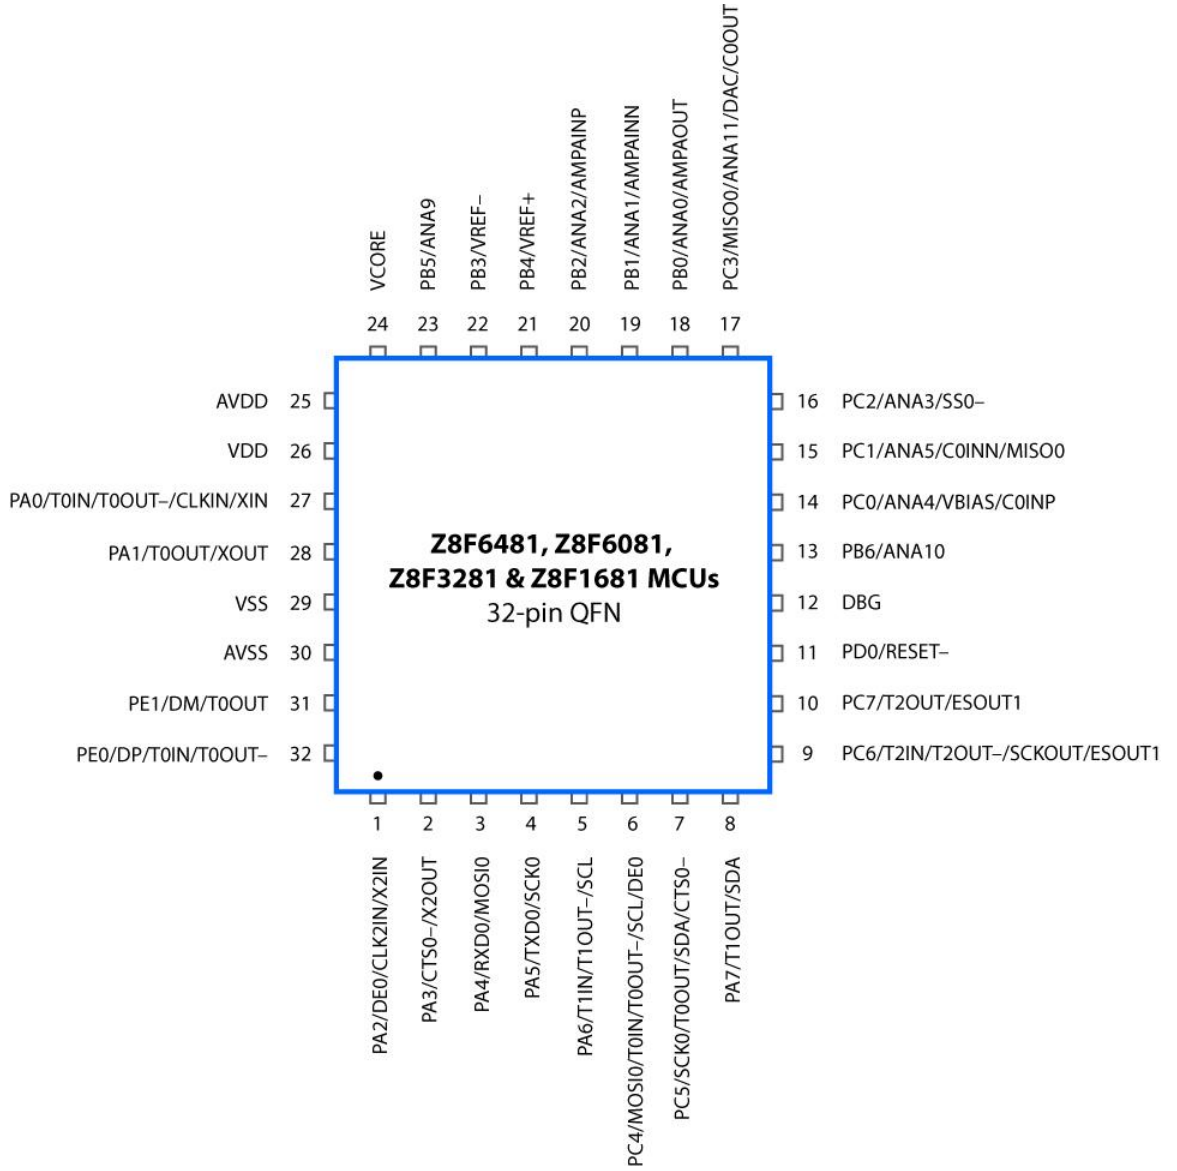 VCORE
PB5/ANA9
PB3/VREF–
PB4/VREF+
PB2/ANA2/AMPAINP
PB1/ANA1/AMPAINN
PB0/ANA0/AMPAOUT
PC3/MISO0/ANA11/DAC/C0OUT
24 23 22 21 20 19 18 17
AVDD 25
VDD 26
PA0/T0IN/T0OUT–/CLKIN/XIN 27
PA1/T0OUT/XOUT 28
VSS 29
AVSS 30
PE1/DM/T0OUT 31
PE0/DP/T0IN/T0OUT– 32
Z8F6481, Z8F6081,
Z8F3281 & Z8F1681 MCUs
32-pin QFN
16 PC2/ANA3/SS0–
15 PC1/ANA5/C0INN/MISO0
14 PC0/ANA4/VBIAS/C0INP
13 PB6/ANA10
12 DBG
11 PD0/RESET–
10 PC7/T2OUT/ESOUT1
9 PC6/T2IN/T2OUT–/SCKOUT/ESOUT1
1 2 3 4 5 6 7 8
PA2/DE0/CLK2IN/X2IN
PA3/CTS0–/X2OUT
PA4/RXD0/MOSI0
PA5/TXD0/SCK0
PA6/T1IN/T1OUT–/SCL
PC4/MOSI0/T0IN/T0OUT–/SCL/DE0
PC5/SCK0/T0OUT/SDA/CTS0–
PA7/T1OUT/SDA